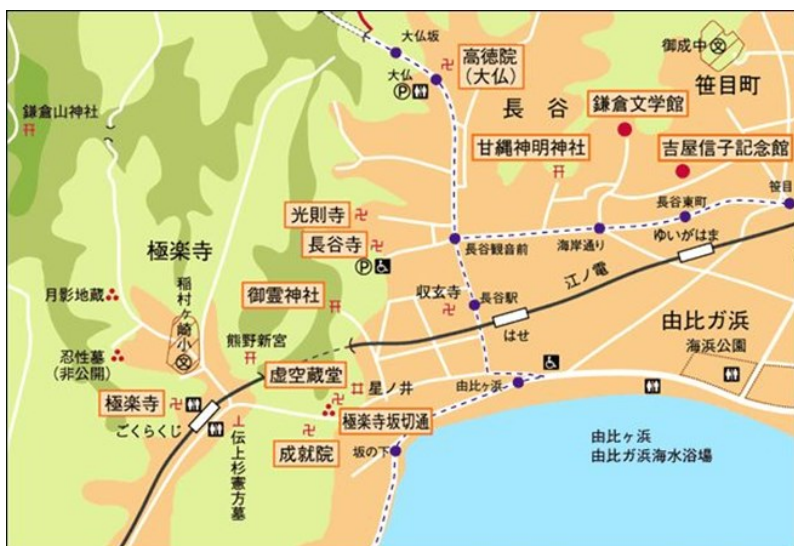 大仏坂
高徳院
(大仏)
大仏
P
御成中
文
笹目町
長谷
鎌倉文学館
鎌倉山神社
甘縄神明神社
吉屋信子記念館
笹目
長谷東町
光則寺
長谷寺
P
長谷観音前
海岸通り
ゆいがはま
極楽寺
江ノ電
月影地蔵
稲村ヶ崎小
文
御霊神社
収玄寺
長谷駅
はせ
熊野新宮
由比ガ浜
海浜公園
忍性墓
(非公開)
虚空蔵堂
星ノ井
由比ヶ浜
極楽寺
ごくらくじ
極楽寺坂切通
伝上杉憲方墓
成就院
坂の下
由比ヶ浜
由比ガ浜海水浴場